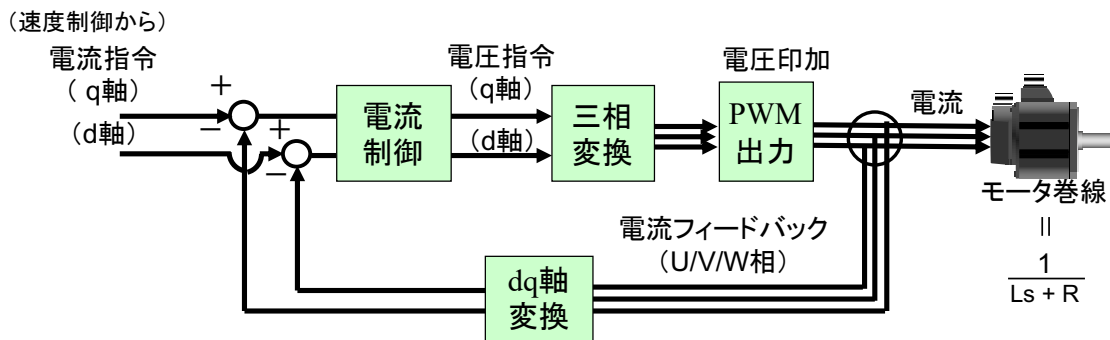 （速度制御から）
電流指令
（ q軸）
（d軸）
＋
－
＋
－
電流
制御
電圧指令
（q軸）
（d軸）
三相
変換
電圧印加
PWM
出力
電流
モータ巻線
＝
1
Ls + R
電流フィードバック
（U/V/W相）
dq軸
変換